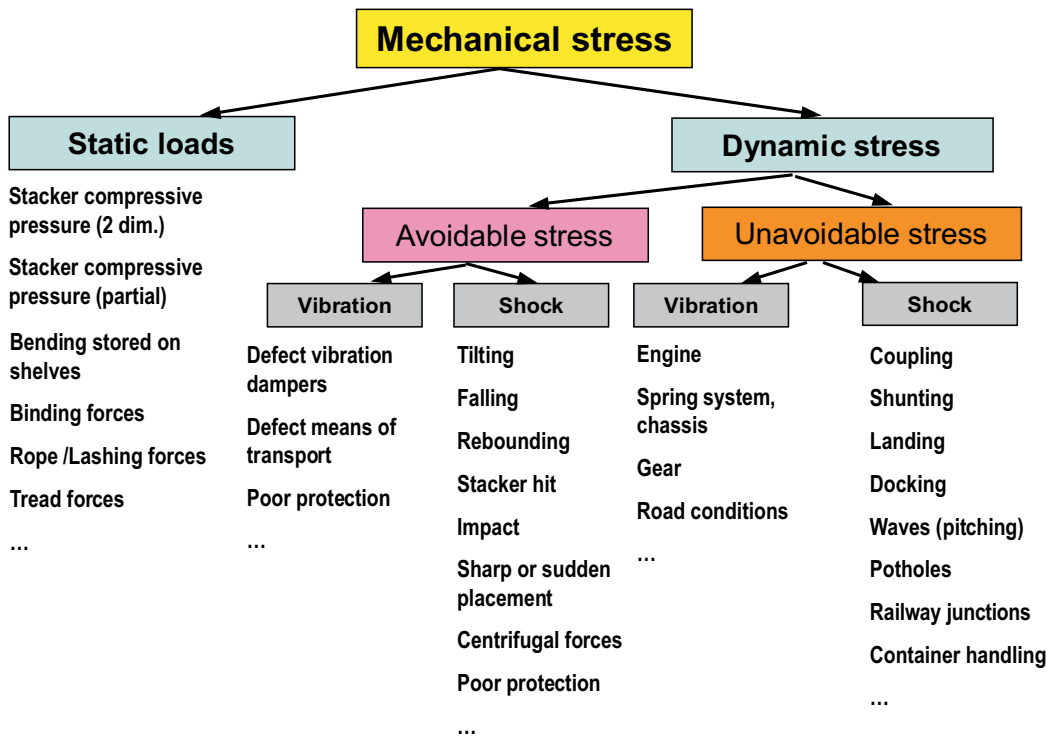 Mechanical stress
Static loads
Stacker compressive
pressure (2 dim.)
Stacker compressive
pressure (partial)
Bending stored on
shelves
Binding forces
Rope /Lashing forces
Tread forces
…
Dynamic stress
Avoidable stress
Vibration
Defect vibration
dampers
Defect means of
transport
Poor protection
…
Shock
Tilting
Falling
Rebounding
Stacker hit
Impact
Sharp or sudden
placement
Centrifugal forces
Poor protection
…
Unavoidable stress
Vibration
Engine
Spring system,
chassis
Gear
Road conditions
…
Shock
Coupling
Shunting
Landing
Docking
Waves (pitching)
Potholes
Railway junctions
Container handling
…